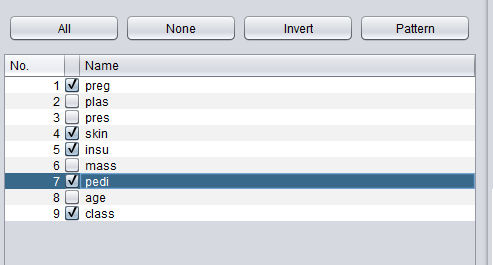 All None Invert Pattern
No. Name
1 preg
2 plas
3 pres
4 skin
5 insu
6 mass
7 pedi
8 age
9 class